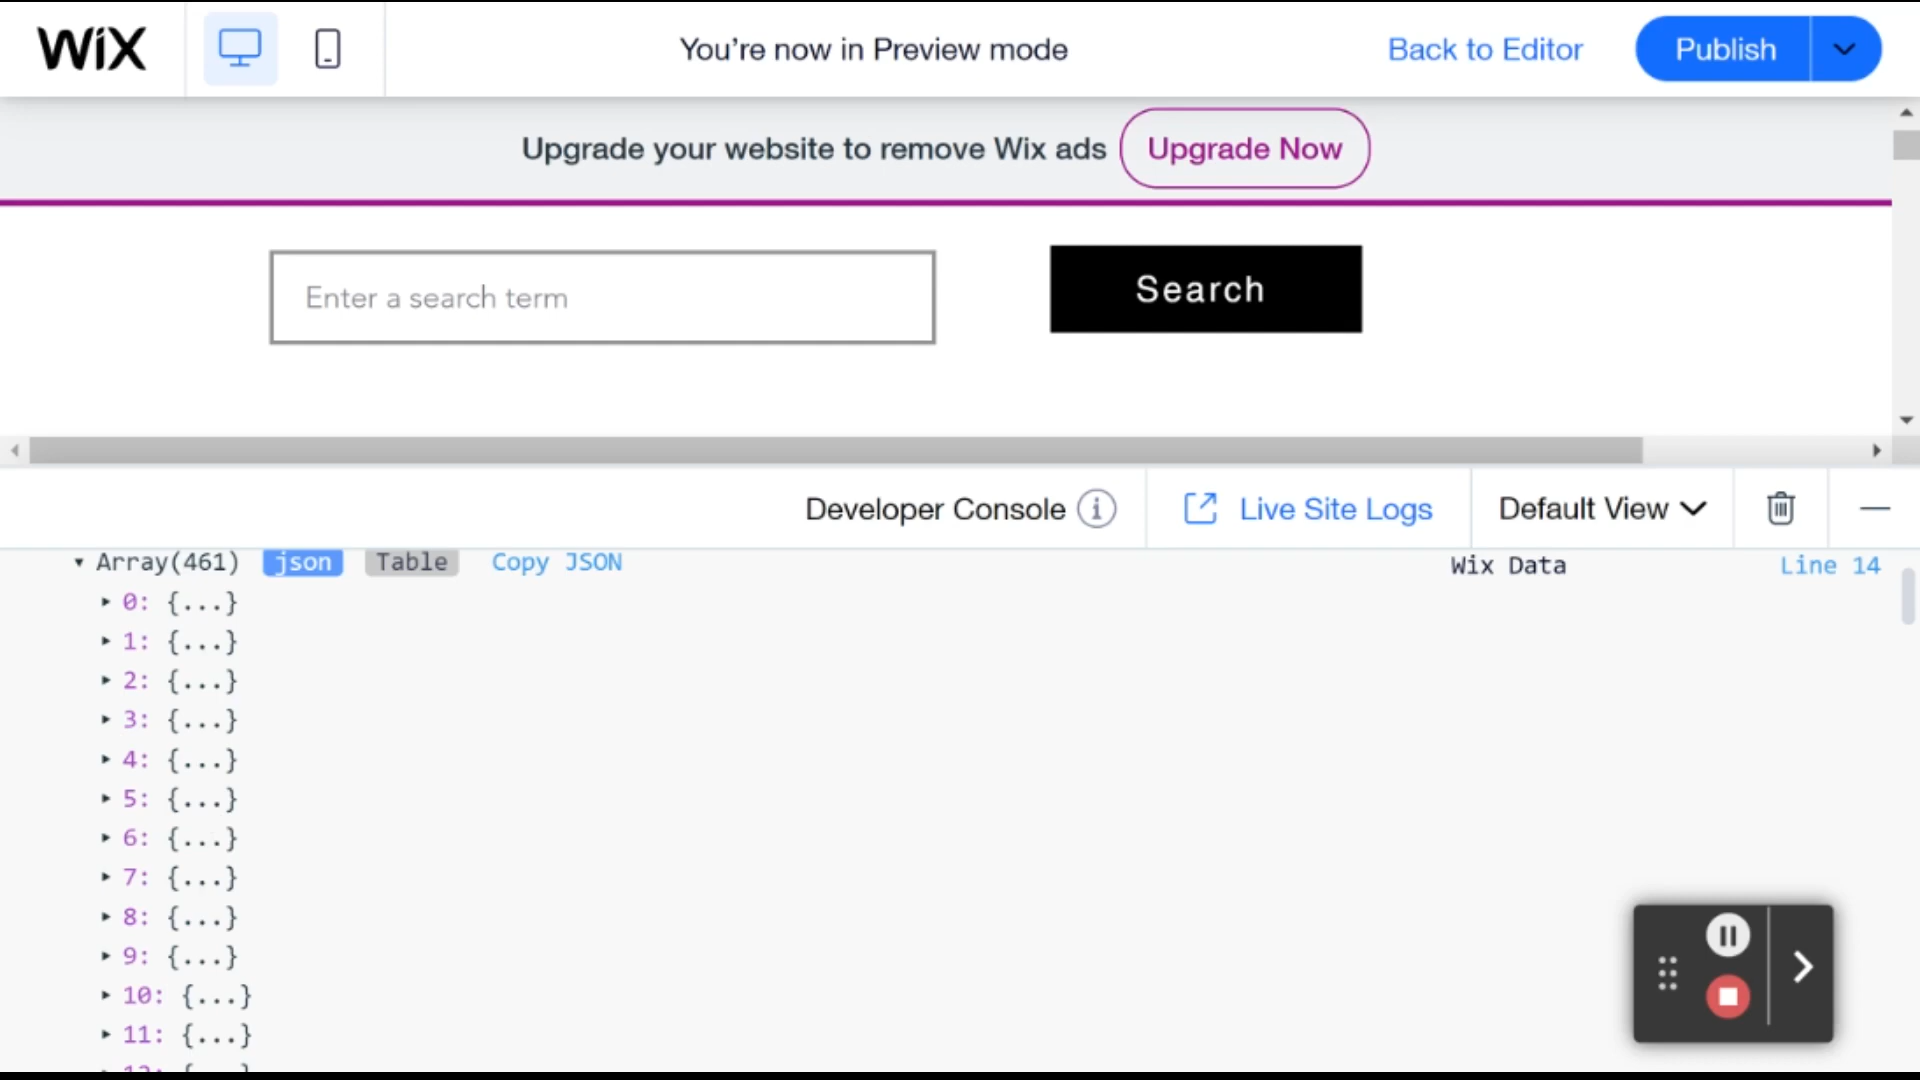 WiX
You're now in Preview mode
Back to Editor
Publish
Upgrade your website to remove Wix ads
Upgrade Now
Enter a search term
Search
Developer Console
Live Site Logs
Default View
Array(461) json Table Copy JSON
Wix Data
Line 14
0: {...}
1: {...}
2: {...}
3: {...}
4: {...}
5: {...}
6: {...}
7: {...}
8: {...}
9: {...}
10: {...}
11: {...}